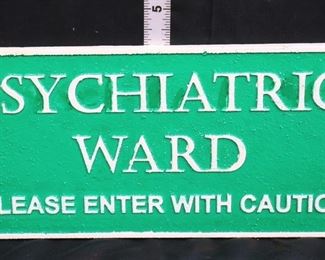 5
SYCHIATRIC
WARD
LEASE ENTER WITH CAUTIO